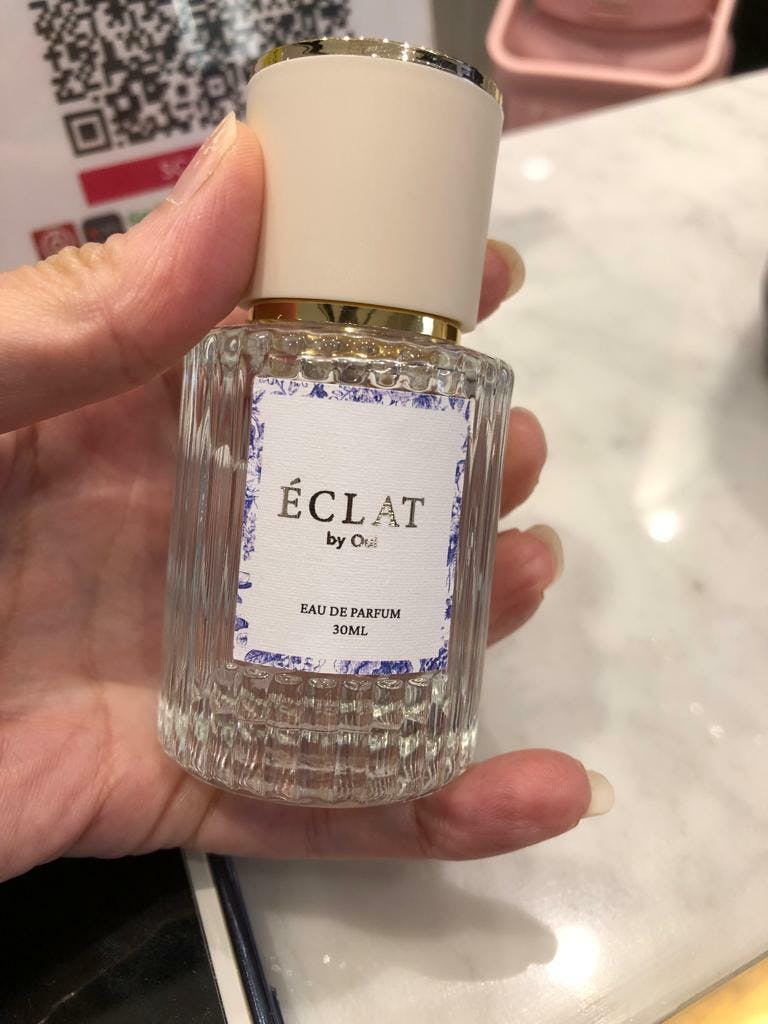 ÉCLAT
by Oui
EAU DE PARFUM
30ML